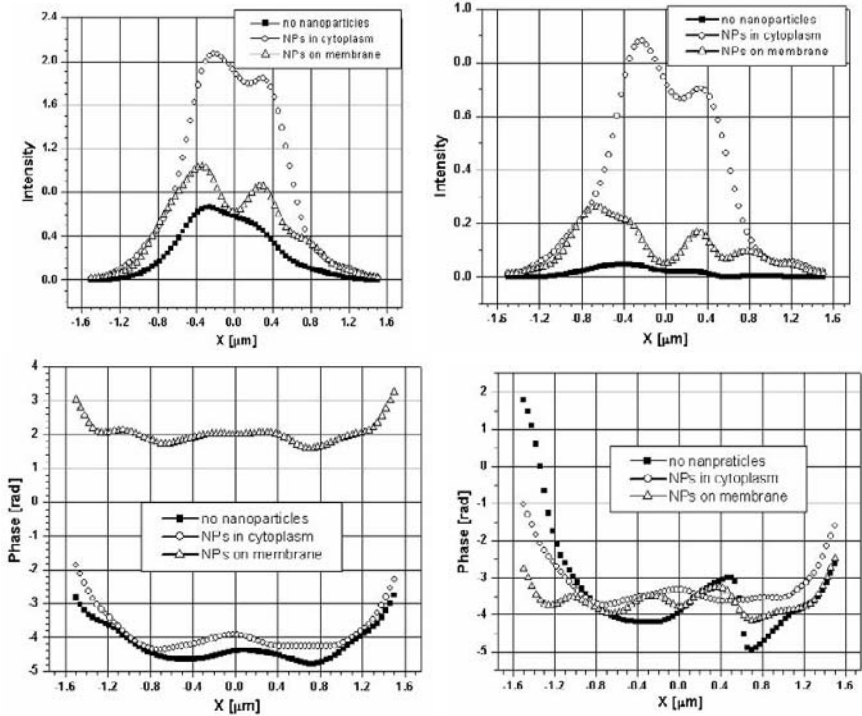 no nanoparticles
NPs in cytoplasm
NPs on membrane
2.4
2.0
1.6
1.2
0.8
0.4
0.0
Intensity
-1.6 -1.2 -0.8 -0.4 0.0 0.4 0.8 1.2 1.6
X [μm]
no nanoparticles
NPs in cytoplasm
NPs on membrane
1.0
0.8
0.6
0.4
0.2
0.0
Intensity
-1.6 -1.2 -0.8 -0.4 0.0 0.4 0.8 1.2 1.6
X [μm]
4
3
2
1
0
-1
-2
-3
-4
-5
Phase [rad]
no nanoparticles
NPs in cytoplasm
NPs on membrane
-1.6 -1.2 -0.8 -0.4 0.0 0.4 0.8 1.2 1.6
X [μm]
2
1
0
-1
-2
-3
-4
-5
Phase [rad]
no nanpraticles
NPs in cytoplasm
NPs on membrane
-1.6 -1.2 -0.8 -0.4 0.0 0.4 0.8 1.2 1.6
X [μm]